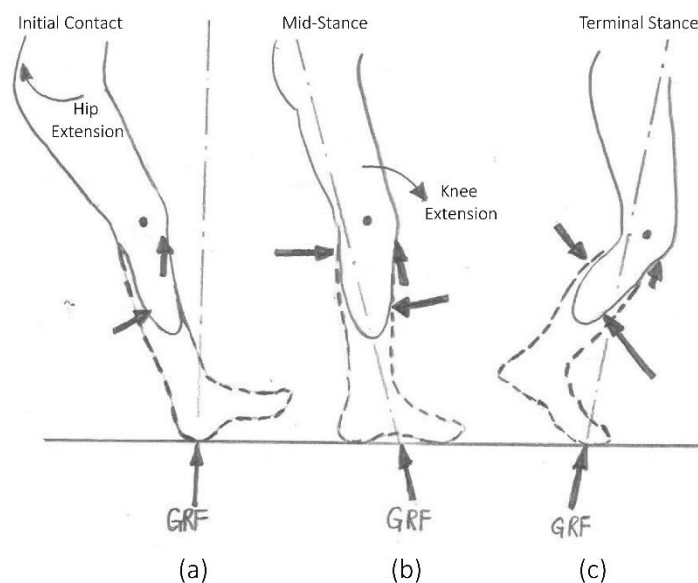 Initial Contact
Mid-Stance
Terminal Stance
Hip
Extension
Knee
Extension
GRF
GRF
GRF
(a)
(b)
(c)